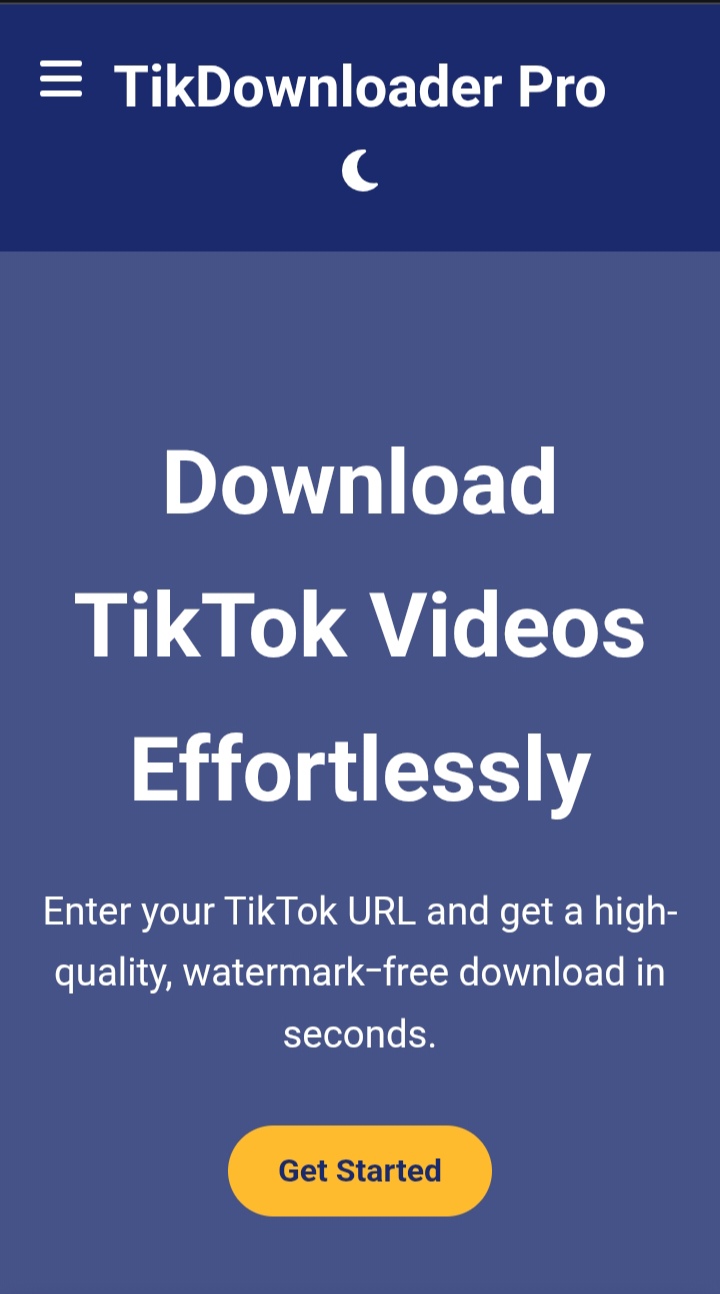 TikDownloader Pro
Download
TikTok Videos
Effortlessly
Enter your TikTok URL and get a high-
quality, watermark-free download in
seconds.
Get Started